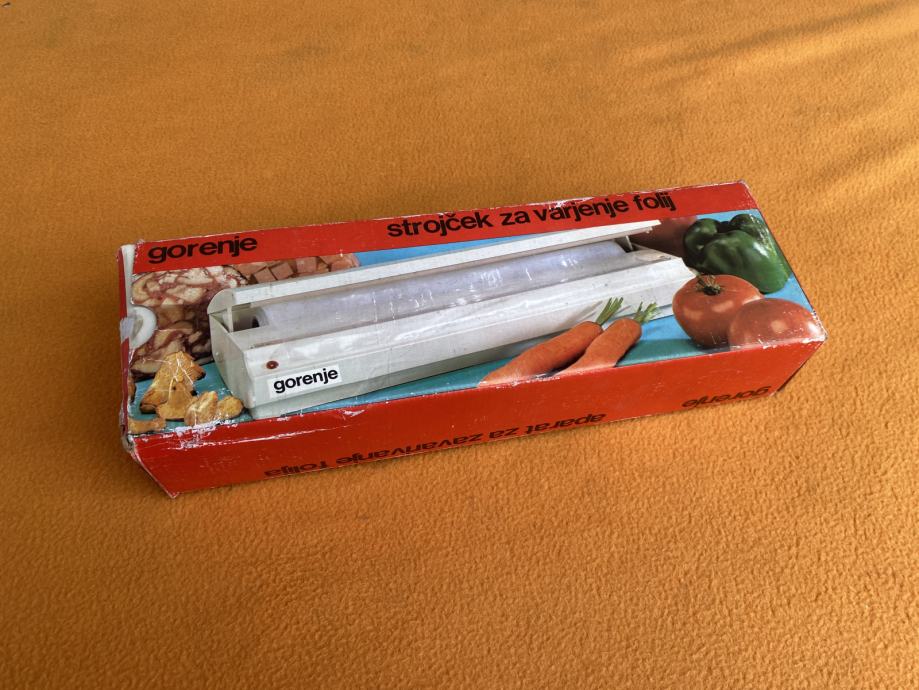 gorenje
strojček za varjenje folij
gorenje
aparat za zavarivanje folija
gorenje